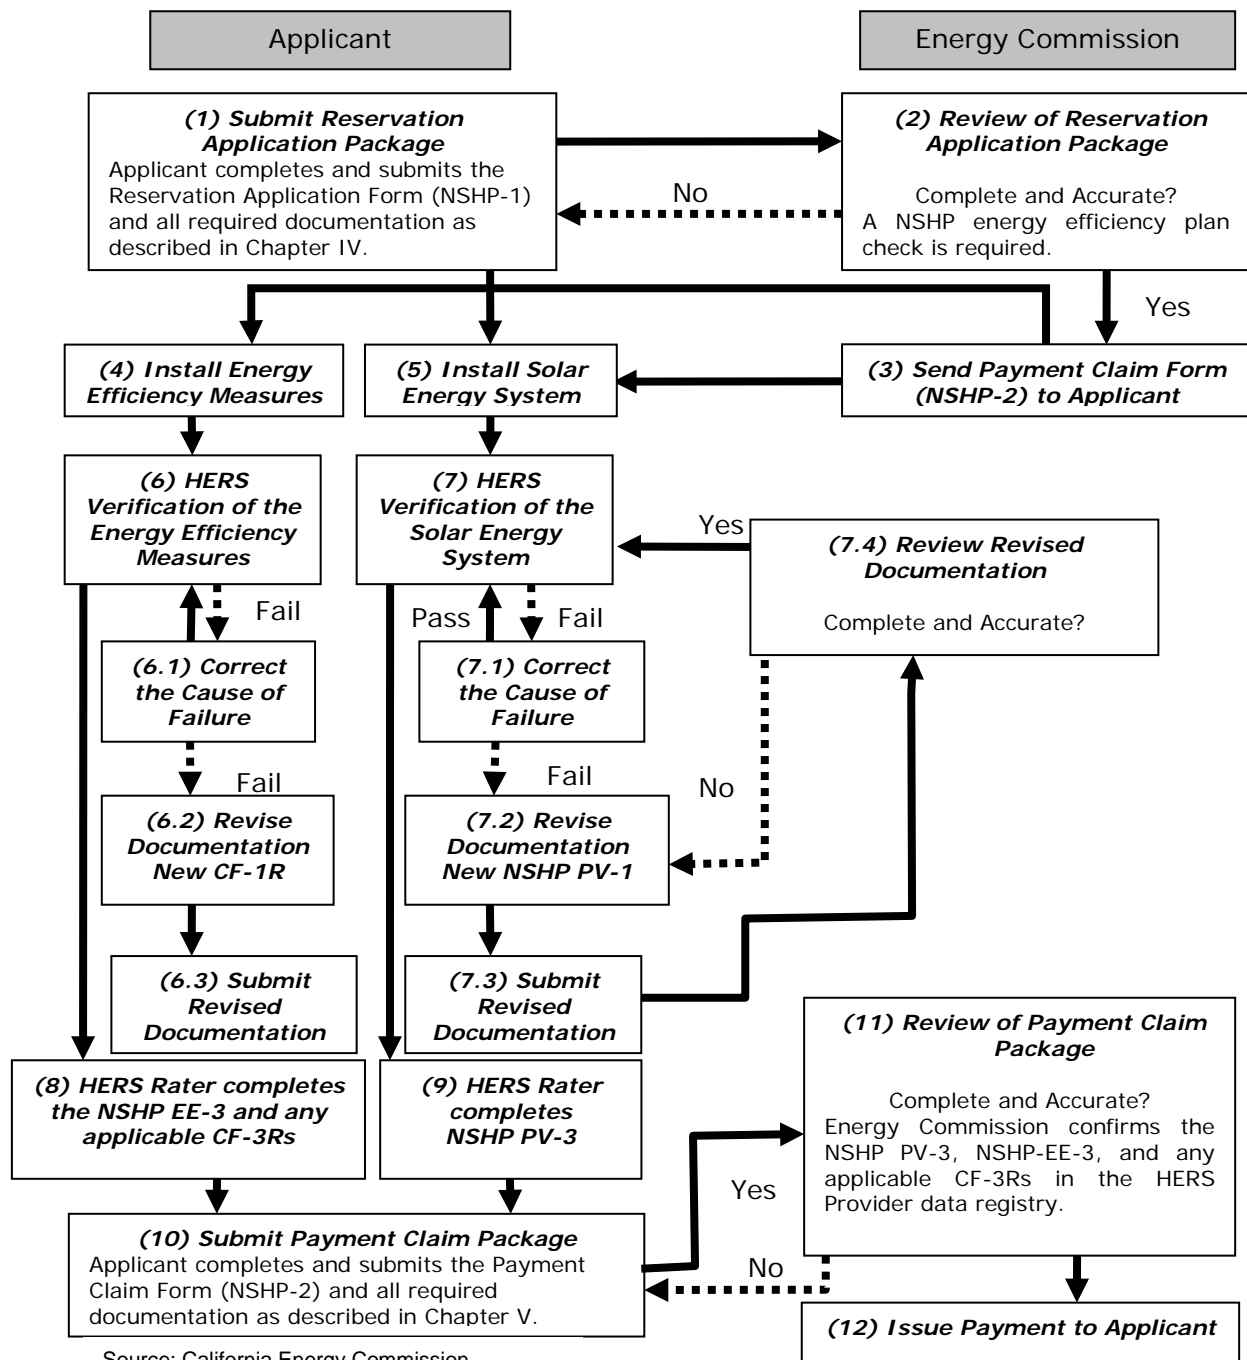 Applicant
Energy Commission
(1) Submit Reservation
Application Package
Applicant completes and submits the
Reservation Application Form (NSHP-1)
and all required documentation as
described in Chapter IV.
(2) Review of Reservation
Application Package
Complete and Accurate?
A NSHP energy efficiency plan
check is required.
No
Yes
(4) Install Energy
Efficiency Measures
(5) Install Solar
Energy System
(3) Send Payment Claim Form
(NSHP-2) to Applicant
(6) HERS
Verification of the
Energy Efficiency
Measures
(7) HERS
Verification of the
Solar Energy
System
Yes
(7.4) Review Revised
Documentation
Complete and Accurate?
Fail
Pass
Fail
(6.1) Correct
the Cause of
Failure
(7.1) Correct
the Cause of
Failure
Fail
Fail
No
(6.2) Revise
Documentation
New CF-1R
(7.2) Revise
Documentation
New NSHP PV-1
(6.3) Submit
Revised
Documentation
(7.3) Submit
Revised
Documentation
(11) Review of Payment Claim
Package
Complete and Accurate?
Energy Commission confirms the
NSHP PV-3, NSHP-EE-3, and any
applicable CF-3Rs in the HERS
Provider data registry.
(8) HERS Rater completes
the NSHP EE-3 and any
applicable CF-3Rs
(9) HERS Rater
completes
NSHP PV-3
Yes
(10) Submit Payment Claim Package
Applicant completes and submits the Payment
Claim Form (NSHP-2) and all required
documentation as described in Chapter V.
No
(12) Issue Payment to Applicant
Source: California Energy Commission